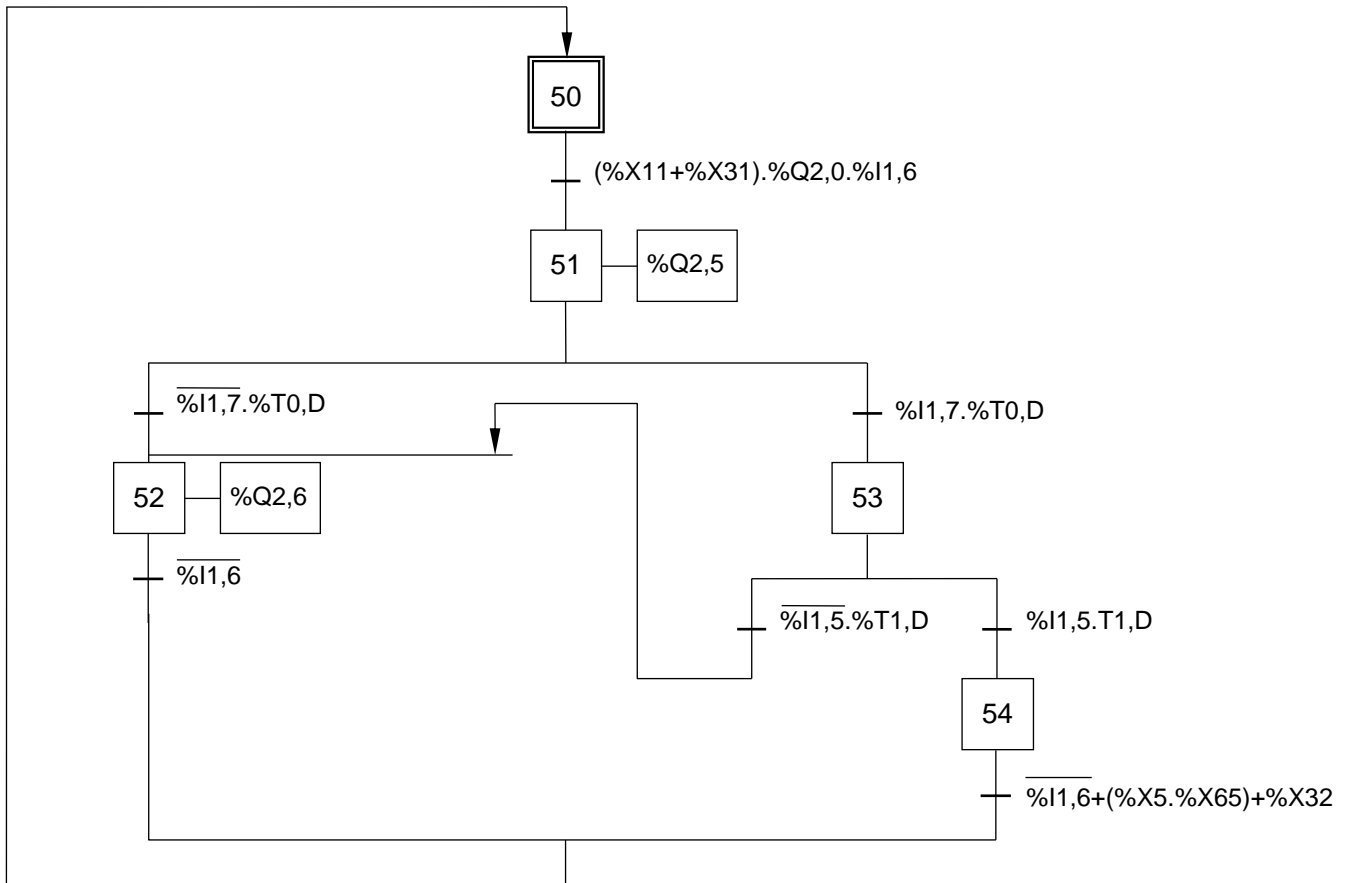 50
(%X11+%X31).%Q2,0.%I1,6
51
%Q2,5
%I1,7.%T0,D
%I1,7.%T0,D
52
%Q2,6
53
%I1,6
%I1,5.%T1,D
%I1,5.T1,D
54
%I1,6+(%X5.%X65)+%X32